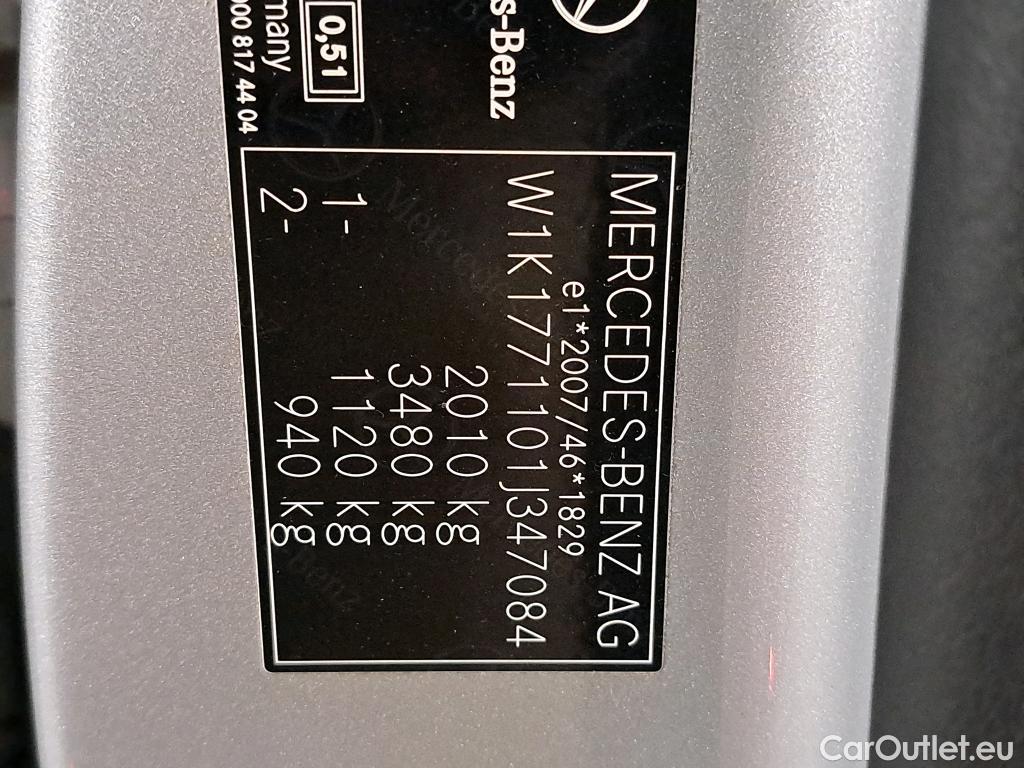 s-Benz
0,51
many
000 817 44 04
MERCEDES-BENZ AG
e1*2007/46*1829
W1K1771101J347084
2010 kg
3480 kg
1- 1120 kg
2- 940 kg
CarOutlet.eu